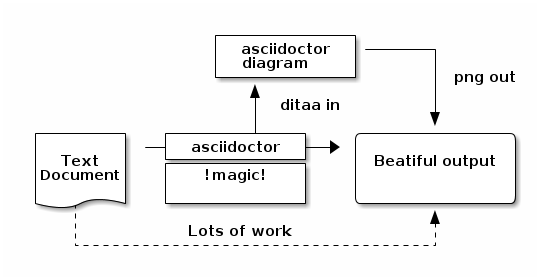 asciidoctor
diagram
png out
ditaa in
asciidoctor
Text
Document
!magic!
Beatiful output
Lots of work